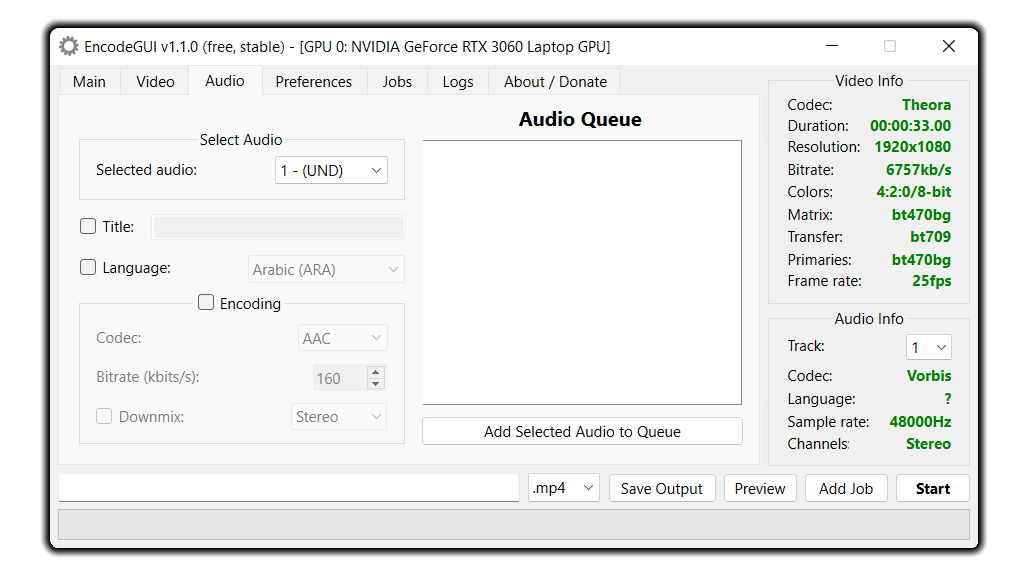 EncodeGUI v1.1.0 (free, stable) - [GPU 0: NVIDIA GeForce RTX 3060 Laptop GPU]
Main Video Audio Preferences Jobs Logs About / Donate
Audio Queue
Select Audio
Selected audio: 1 - (UND)
Title:
Language: Arabic (ARA)
Encoding
Codec: AAC
Bitrate (kbits/s): 160
Downmix: Stereo
Add Selected Audio to Queue
Video Info
Codec: Theora
Duration: 00:00:33.00
Resolution: 1920x1080
Bitrate: 6757kb/s
Colors: 4:2:0/8-bit
Matrix: bt470bg
Transfer: bt709
Primaries: bt470bg
Frame rate: 25fps
Audio Info
Track: 1
Codec: Vorbis
Language: ?
Sample rate: 48000Hz
Channels: Stereo
.mp4 Save Output Preview Add Job Start